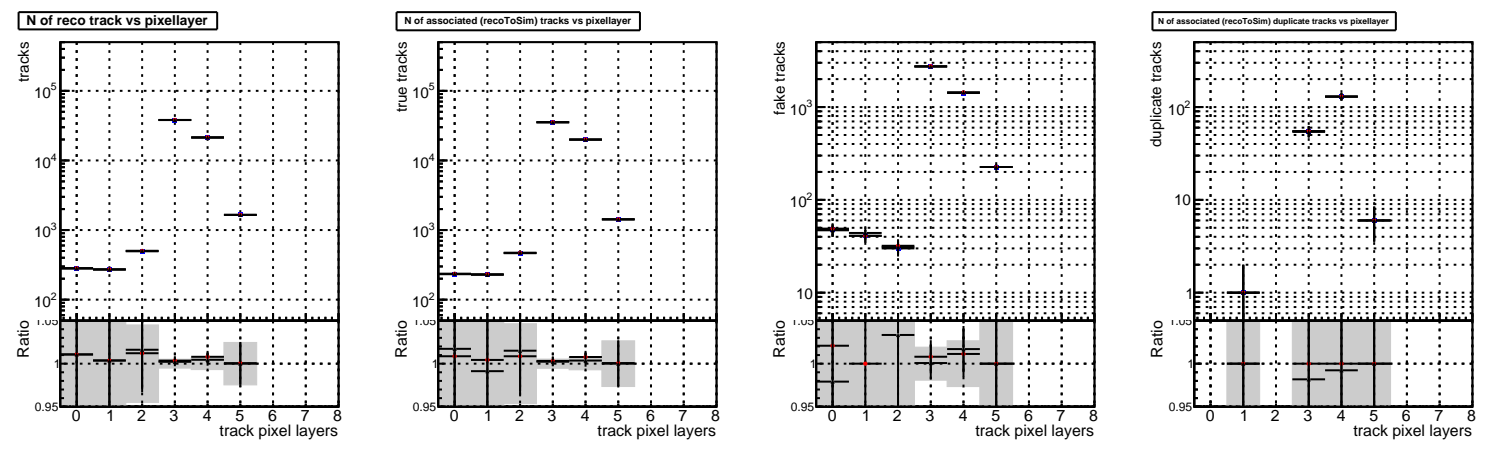 N of reco track vs pixellayer
tracks
10^5
10^4
10^3
10^2
Ratio
1.05
1
0.95
0 1 2 3 4 5 6 7 8
track pixel layers
N of associated (recoToSim) tracks vs pixellayer
true tracks
10^5
10^4
10^3
10^2
Ratio
1.05
1
0.95
0 1 2 3 4 5 6 7 8
track pixel layers
fake tracks
10^3
10^2
10
Ratio
1.05
1
0.95
0 1 2 3 4 5 6 7 8
track pixel layers
N of associated (recoToSim) duplicate tracks vs pixellayer
duplicate tracks
10^2
10
1
Ratio
1.05
1
0.95
0 1 2 3 4 5 6 7 8
track pixel layers